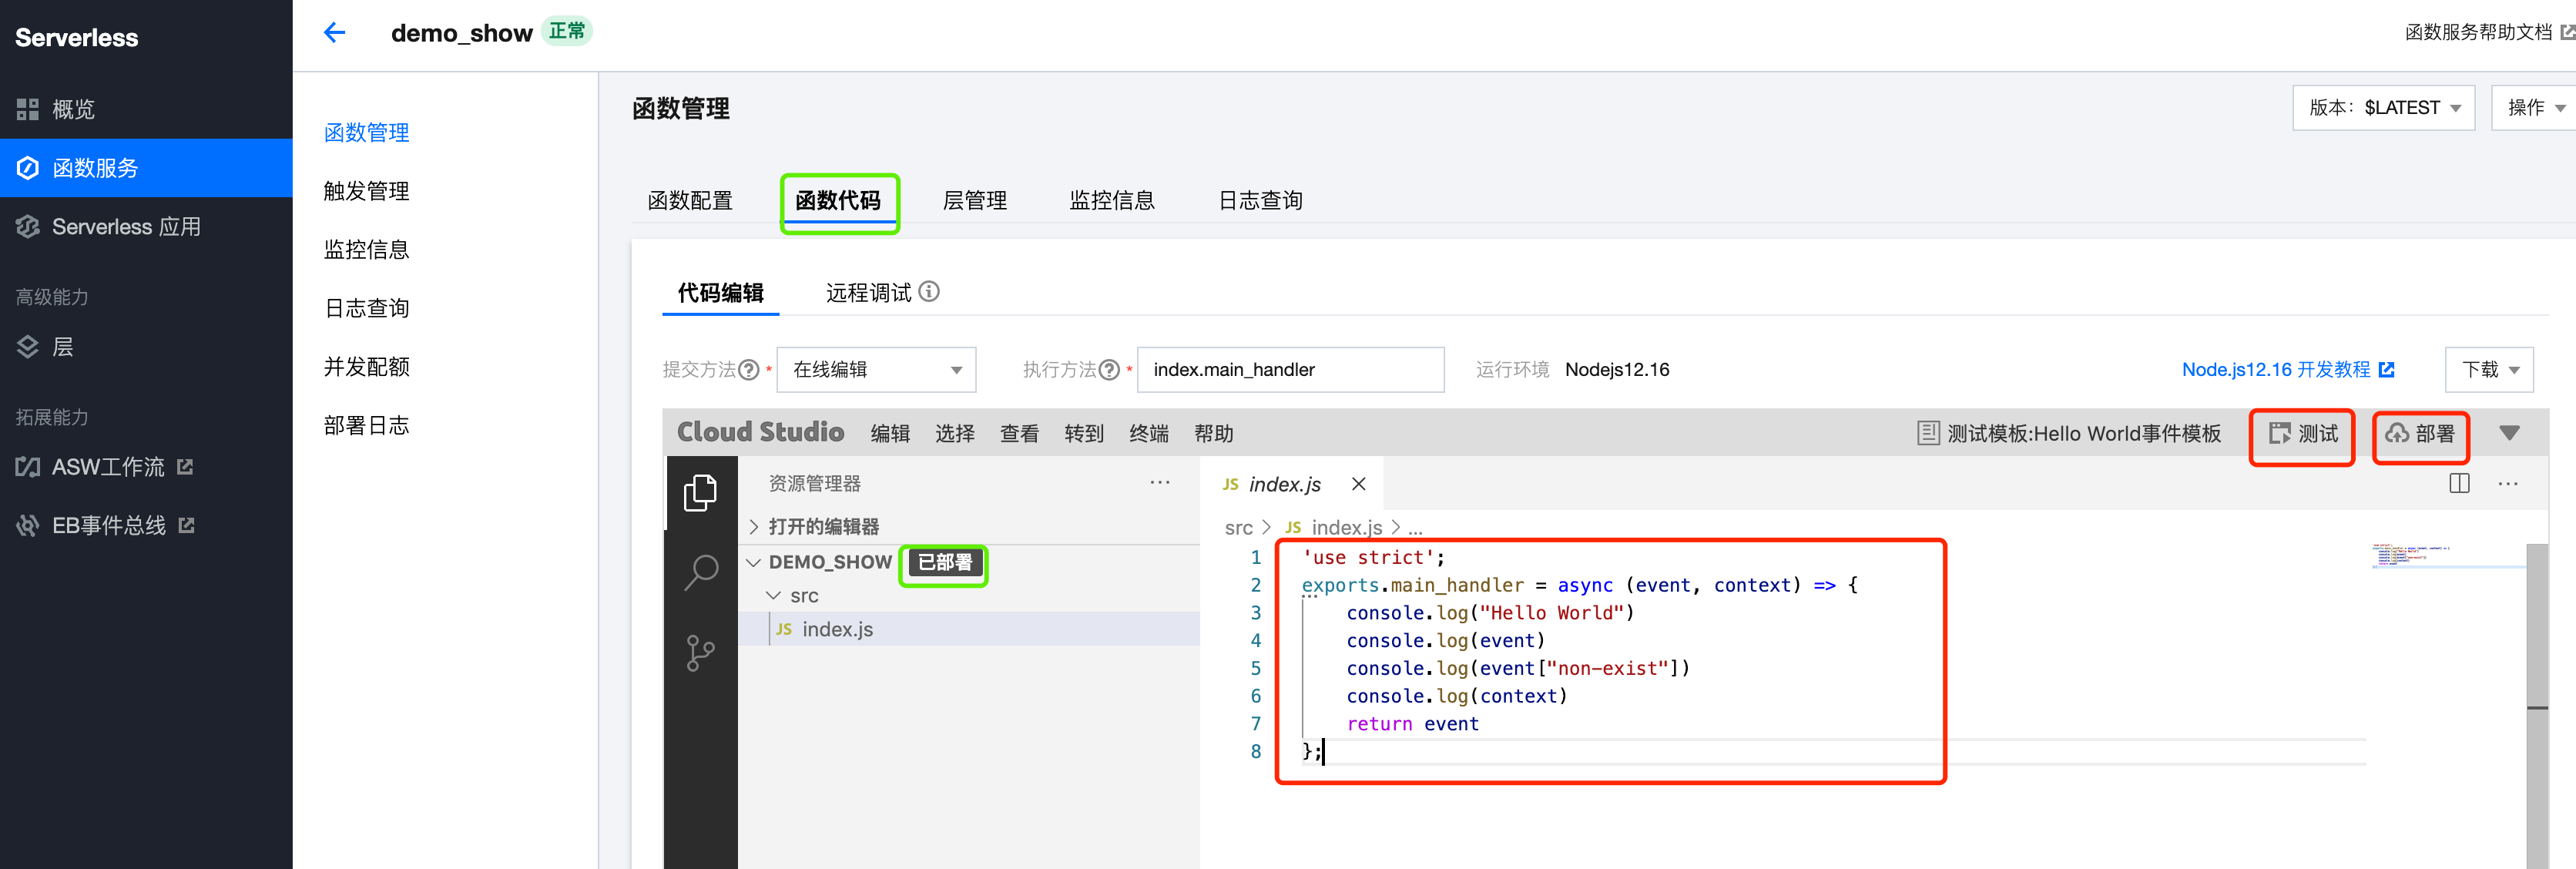 Serverless
概览
函数服务
Serverless 应用
高级能力
层
拓展能力
ASW工作流
EB事件总线
demo_show 正常
函数服务帮助文档
函数管理
触发管理
监控信息
日志查询
并发配额
部署日志
函数管理
版本：$LATEST
操作
函数配置 函数代码 层管理 监控信息 日志查询
代码编辑 远程调试
提交方法 * 在线编辑 执行方法 * index.main_handler 运行环境 Nodejs12.16 Node.js12.16 开发教程 下载
Cloud Studio 编辑 选择 查看 转到 终端 帮助 测试模板:Hello World事件模板 测试 部署
资源管理器 ...
打开的编辑器
DEMO_SHOW 已部署
src
JS index.js
JS index.js ×
...
src > JS index.js > ...
1 'use strict';
2 exports.main_handler = async (event, context) => {
3 console.log("Hello World")
4 console.log(event)
5 console.log(event["non-exist"])
6 console.log(context)
7 return event
8 };